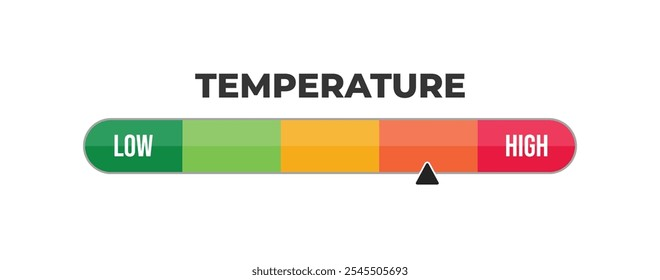 TEMPERATURE
LOW HIGH
shutterstock.com · 2545505693